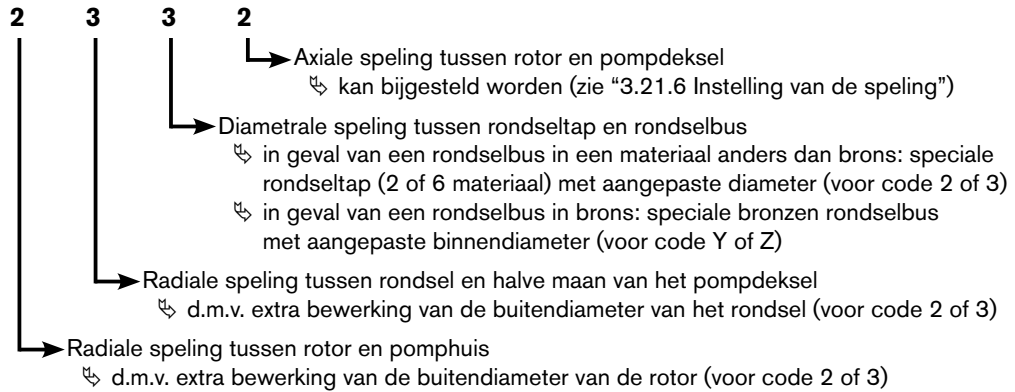 2 3 3 2
Axiale speling tussen rotor en pompdeksel
↪ kan bijgesteld worden (zie “3.21.6 Instelling van de speling”)
Diametrale speling tussen rondseltap en rondselbus
↪ in geval van een rondselbus in een materiaal anders dan brons: speciale
rondseltap (2 of 6 materiaal) met aangepaste diameter (voor code 2 of 3)
↪ in geval van een rondselbus in brons: speciale bronzen rondselbus
met aangepaste binnendiameter (voor code Y of Z)
Radiale speling tussen rondsel en halve maan van het pompdeksel
↪ d.m.v. extra bewerking van de buitendiameter van het rondsel (voor code 2 of 3)
Radiale speling tussen rotor en pomphuis
↪ d.m.v. extra bewerking van de buitendiameter van de rotor (voor code 2 of 3)